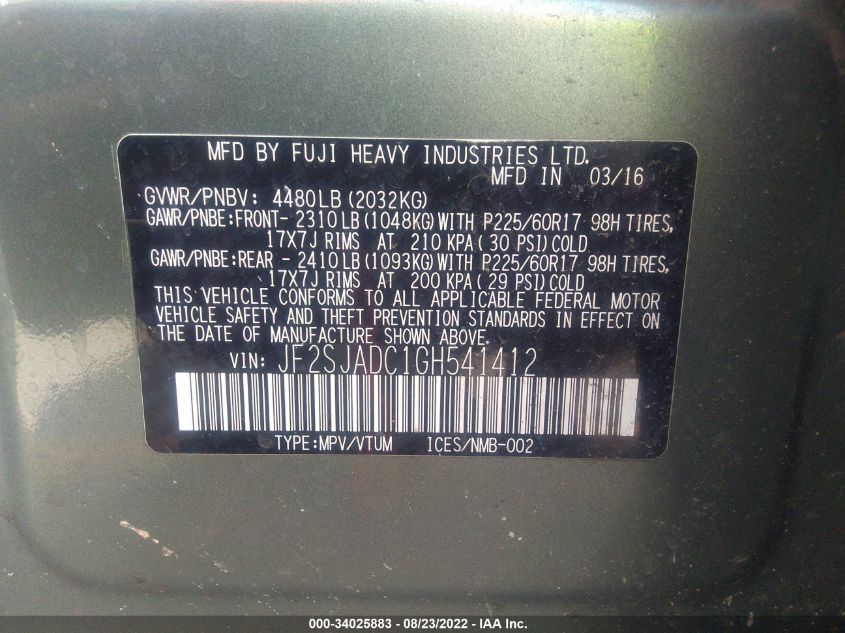 MFD BY FUJI HEAVY INDUSTRIES LTD.
MFD IN 03/16
GVWR/PNBV: 4480LB(2032KG)
GAWR/PNBE:FRONT- 2310LB(1048KG)WITH P225/60R17 98H TIRES,
17X7J RIMS AT 210 KPA( 30 PSI)COLD
GAWR/PNBE:REAR - 2410LB(1093KG)WITH P225/60R17 98H TIRES,
17X7J RIMS AT 200 KPA( 29 PSI)COLD
THIS VEHICLE CONFORMS TO ALL APPLICABLE FEDERAL MOTOR
VEHICLE SAFETY AND THEFT PREVENTION STANDARDS IN EFFECT ON
THE DATE OF MANUFACTURE SHOWN ABOVE.
VIN: JF2SJADC1GH541412
TYPE:MPV/VTUM ICES/NMB-002
000-34025883 - 08/23/2022 - 34541411